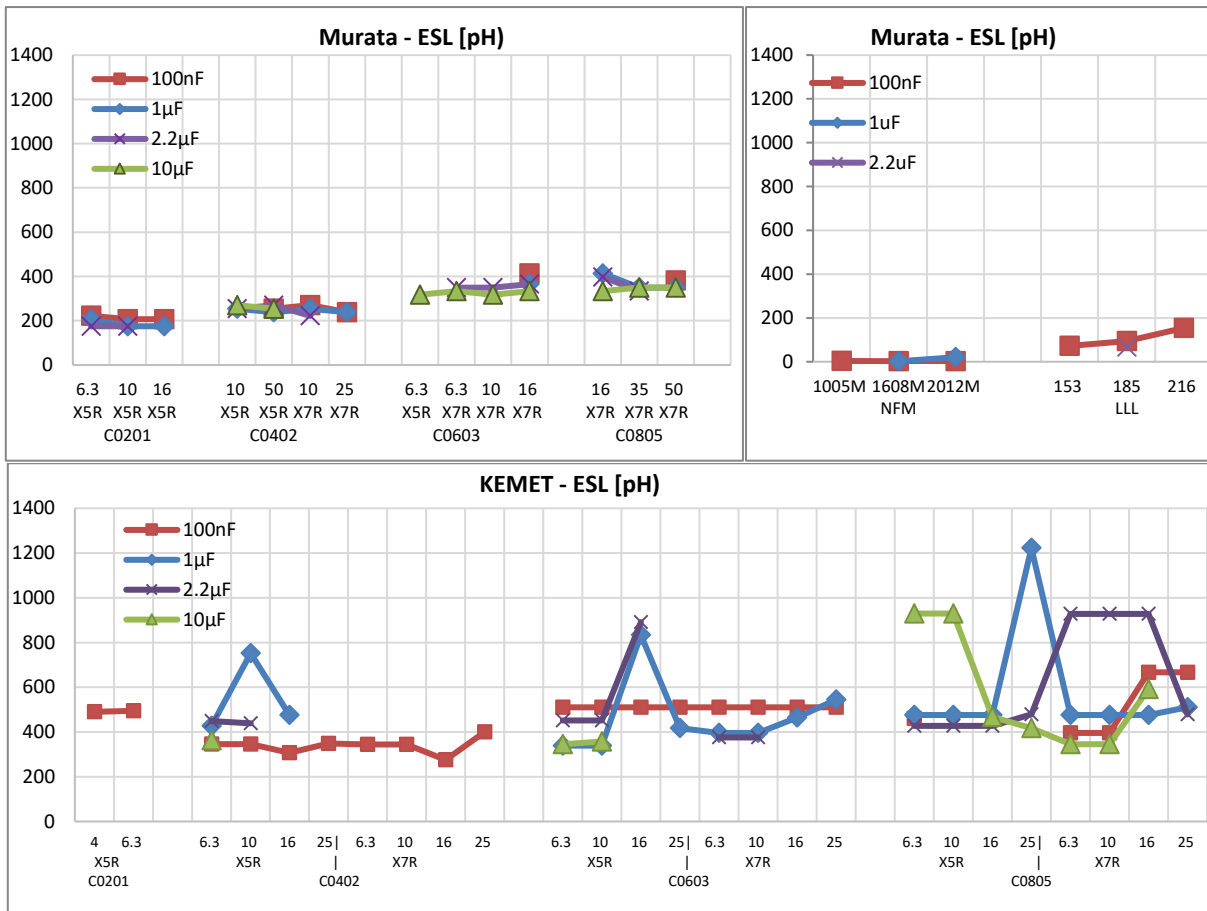 Murata - ESL [pH]
1400
1200
1000
800
600
400
200
0
100nF
1µF
2.2µF
10µF
6.3 10 16 10 50 10 25 6.3 6.3 10 16 16 35 50
X5R X5R X5R X5R X5R X7R X7R X5R X7R X7R X7R X7R X7R X7R
C0201 C0402 C0603 C0805
Murata - ESL [pH]
1400
1200
1000
800
600
400
200
0
100nF
1uF
2.2uF
1005M 1608M 2012M 153 185 216
NFM LLL
KEMET - ESL [pH]
1400
1200
1000
800
600
400
200
0
100nF
1µF
2.2µF
10µF
4 6.3 6.3 10 16 25| 6.3 10 16 25 6.3 10 16 25| 6.3 10 16 25 6.3 10 16 25| 6.3 10 16 25
X5R X5R | X7R X5R | X7R X5R | X7R
C0201 C0402 C0603 C0805